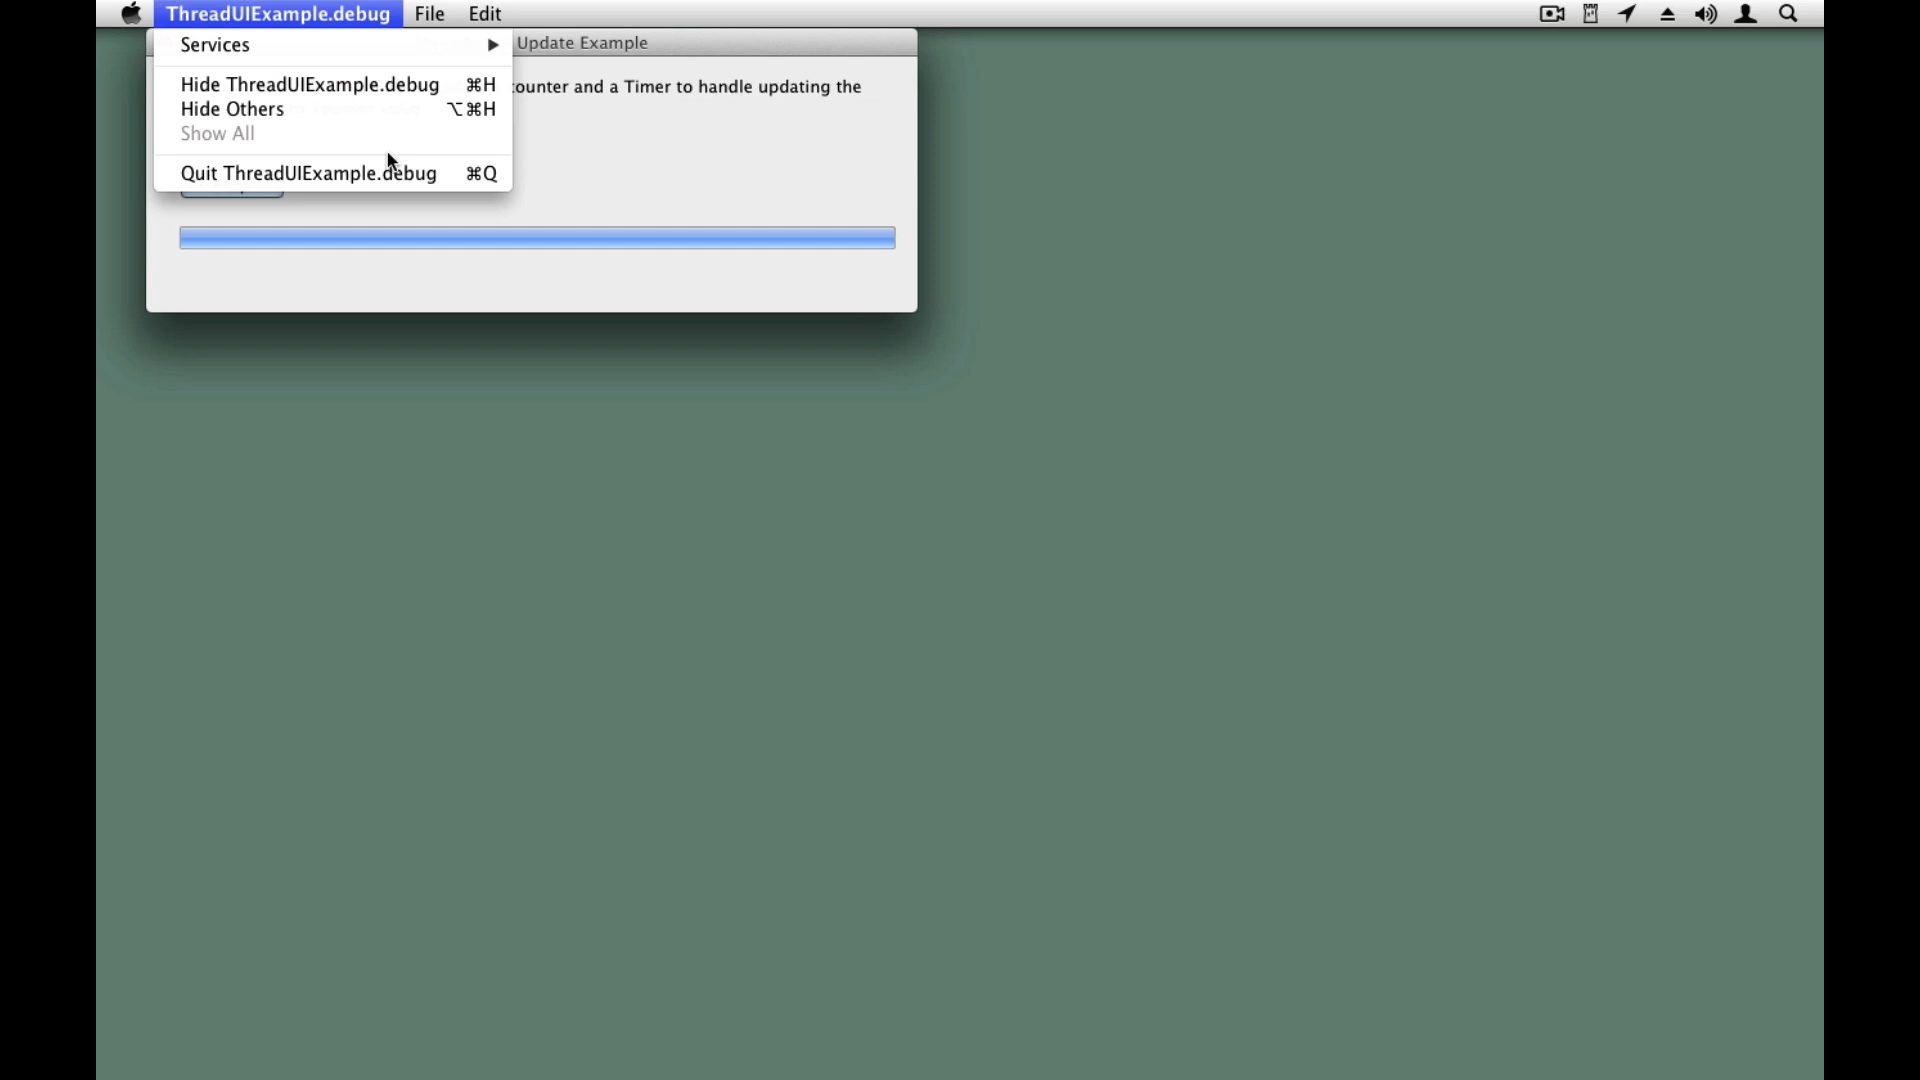 ThreadUIExample.debug File Edit
Services
Update Example
Hide ThreadUIExample.debug ⌘H
ounter and a Timer to handle updating the
Hide Others ⌥⌘H
Show All
Quit ThreadUIExample.debug ⌘Q